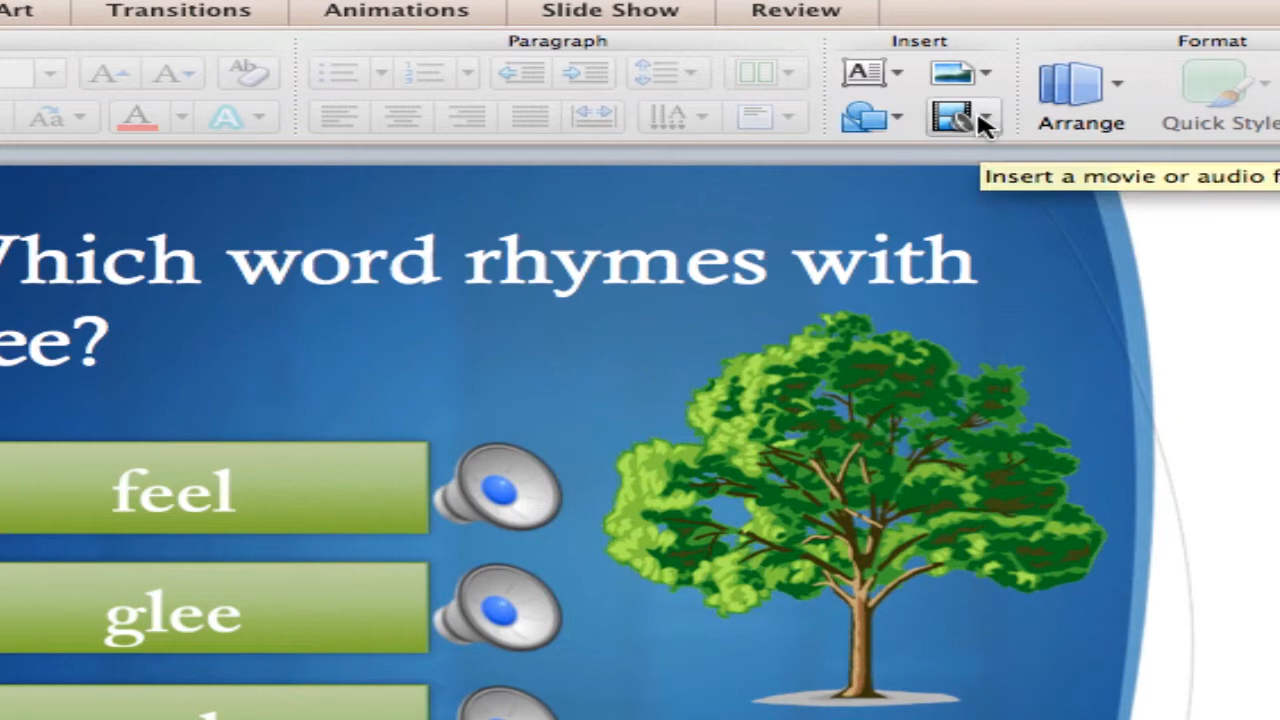 Art Transitions Animations Slide Show Review
Paragraph Insert Format
Arrange Quick Style
Insert a movie or audio f
Which word rhymes with
ee?
feel
glee